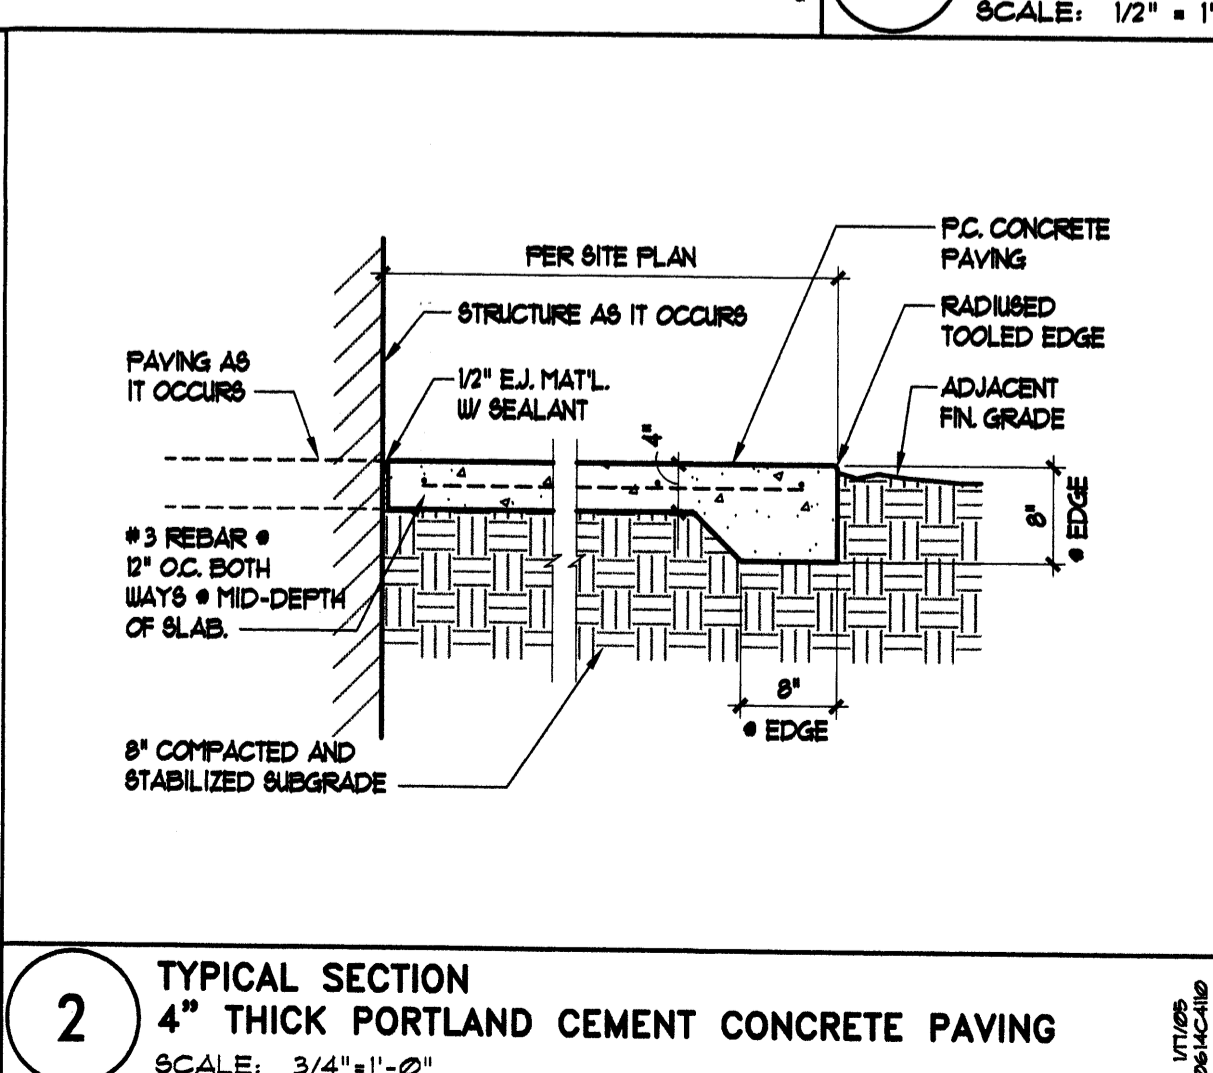 SCALE: 1/2" = 1'
PER SITE PLAN
P.C. CONCRETE
PAVING
STRUCTURE AS IT OCCURS
RADIUSED
TOOLED EDGE
PAVING AS
IT OCCURS
1/2" E.J. MAT'L.
W/ SEALANT
ADJACENT
FIN. GRADE
4"
8"
@ EDGE
#3 REBAR @
12" O.C. BOTH
WAYS @ MID-DEPTH
OF SLAB.
8"
@ EDGE
8" COMPACTED AND
STABILIZED SUBGRADE
2
TYPICAL SECTION
4" THICK PORTLAND CEMENT CONCRETE PAVING
SCALE: 3/4"=1'-0"